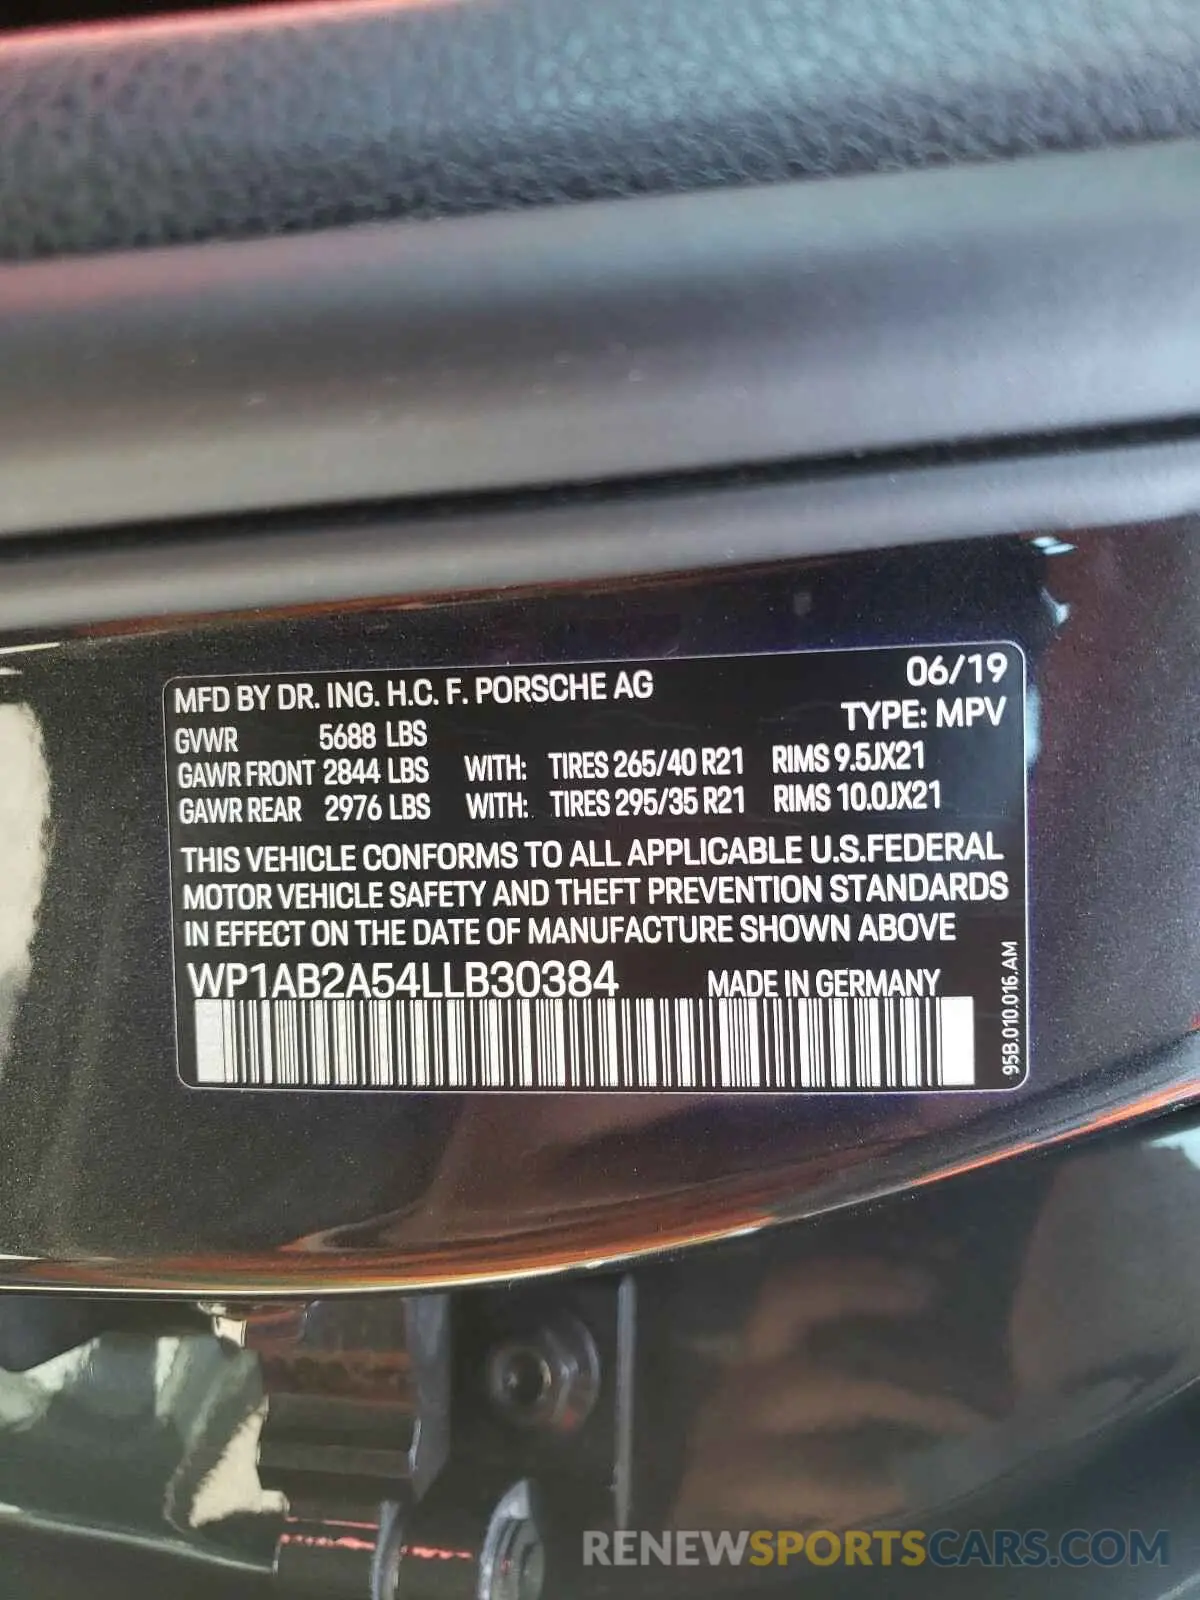 MFD BY DR. ING. H.C. F. PORSCHE AG 06/19
TYPE: MPV
GVWR 5688 LBS
GAWR FRONT 2844 LBS WITH: TIRES 265/40 R21 RIMS 9.5JX21
GAWR REAR 2976 LBS WITH: TIRES 295/35 R21 RIMS 10.0JX21
THIS VEHICLE CONFORMS TO ALL APPLICABLE U.S.FEDERAL
MOTOR VEHICLE SAFETY AND THEFT PREVENTION STANDARDS
IN EFFECT ON THE DATE OF MANUFACTURE SHOWN ABOVE
WP1AB2A54LLB30384 MADE IN GERMANY
95B.010.016.AM
RENEWSPORTSCARS.COM